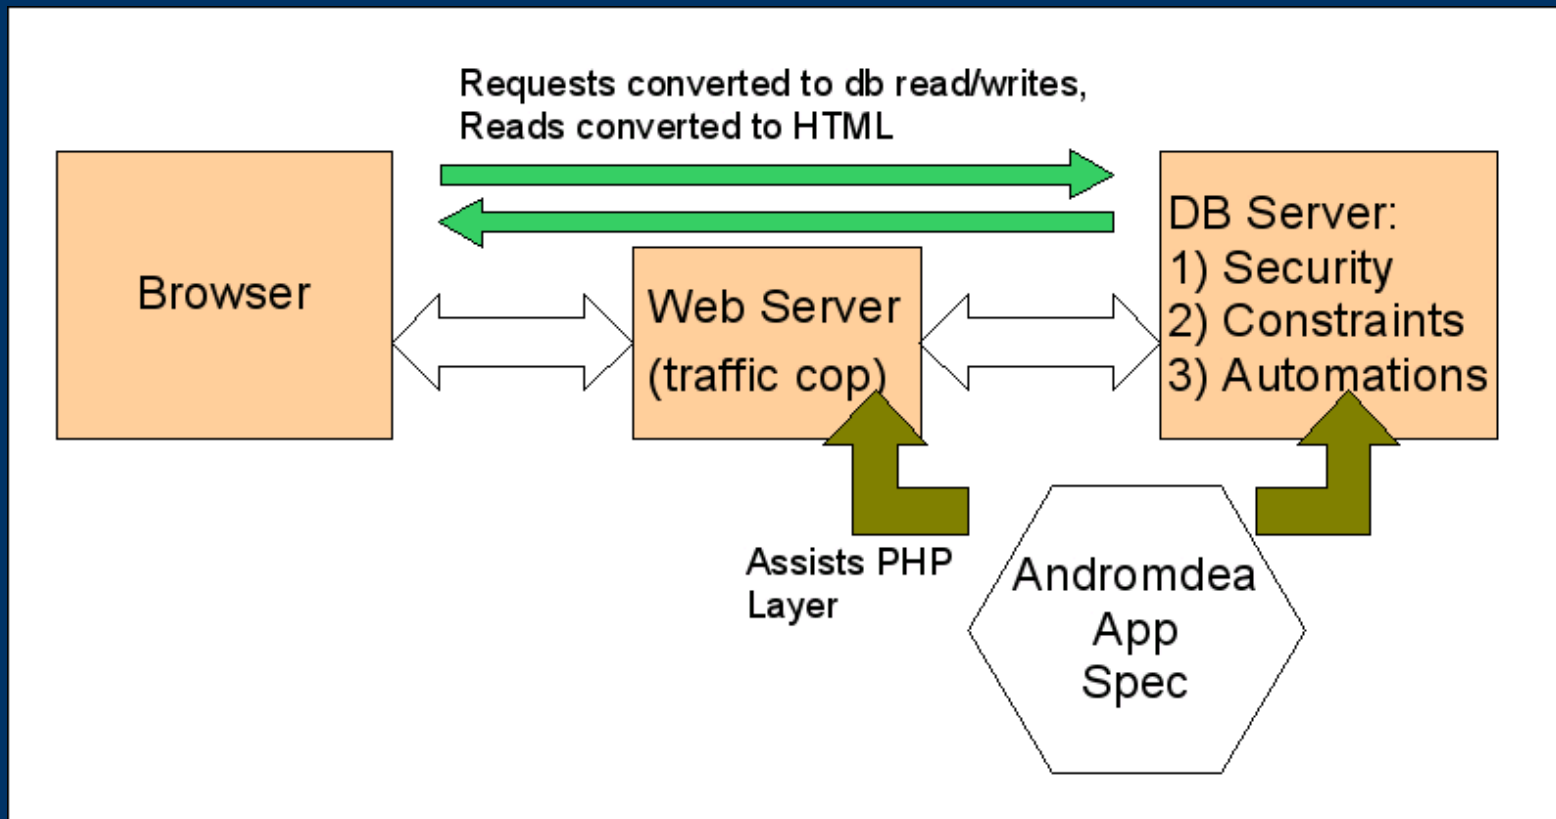 Requests converted to db read/writes,
Reads converted to HTML
Browser
Web Server
(traffic cop)
DB Server:
1) Security
2) Constraints
3) Automations
Assists PHP
Layer
Andromdea
App
Spec